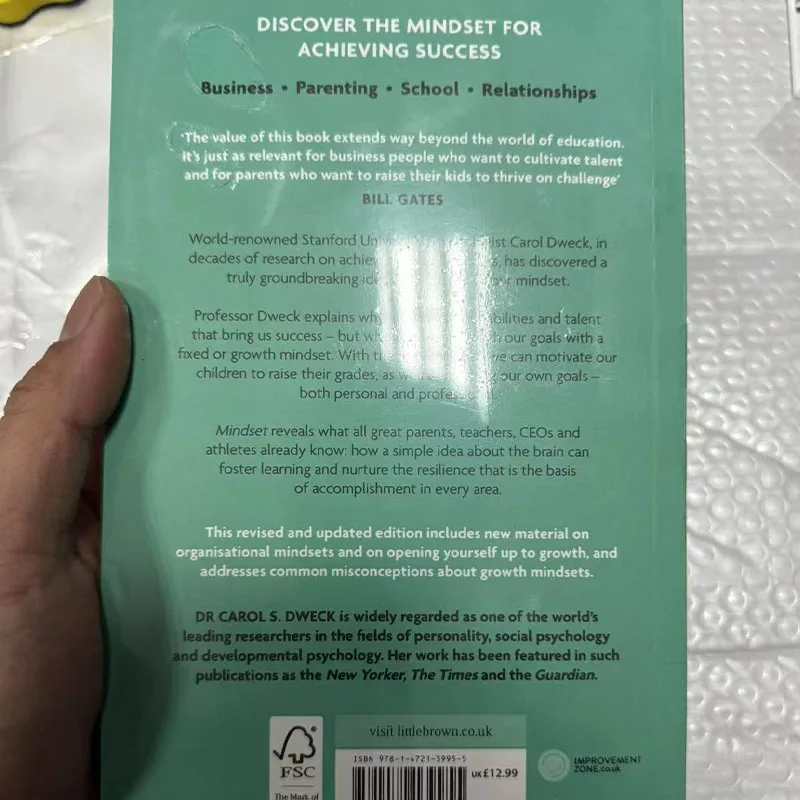 DISCOVER THE MINDSET FOR
ACHIEVING SUCCESS
Business • Parenting • School • Relationships
'The value of this book extends way beyond the world of education.
It's just as relevant for business people who want to cultivate talent
and for parents who want to raise their kids to thrive on challenge'
BILL GATES
World-renowned Stanford Carol Dweck, in
decades of research on has discovered a
truly groundbreaking mindset.
Professor Dweck explains and talent
that bring us success – but our goals with a
fixed or growth mindset. With can motivate our
children to raise their grades, as our own goals –
both personal and
Mindset reveals what all great parents, teachers, CEOs and
athletes already know: how a simple idea about the brain can
foster learning and nurture the resilience that is the basis
of accomplishment in every area.
This revised and updated edition includes new material on
organisational mindsets and on opening yourself up to growth, and
addresses common misconceptions about growth mindsets.
DR CAROL S. DWECK is widely regarded as one of the world's
leading researchers in the fields of personality, social psychology
and developmental psychology. Her work has been featured in such
publications as the New Yorker, The Times and the Guardian.
FSC
The Mark of
visit littlebrown.co.uk
ISBN 978-1-4721-3995-5
UK £12.99
IMPROVEMENT
ZONE.co.uk